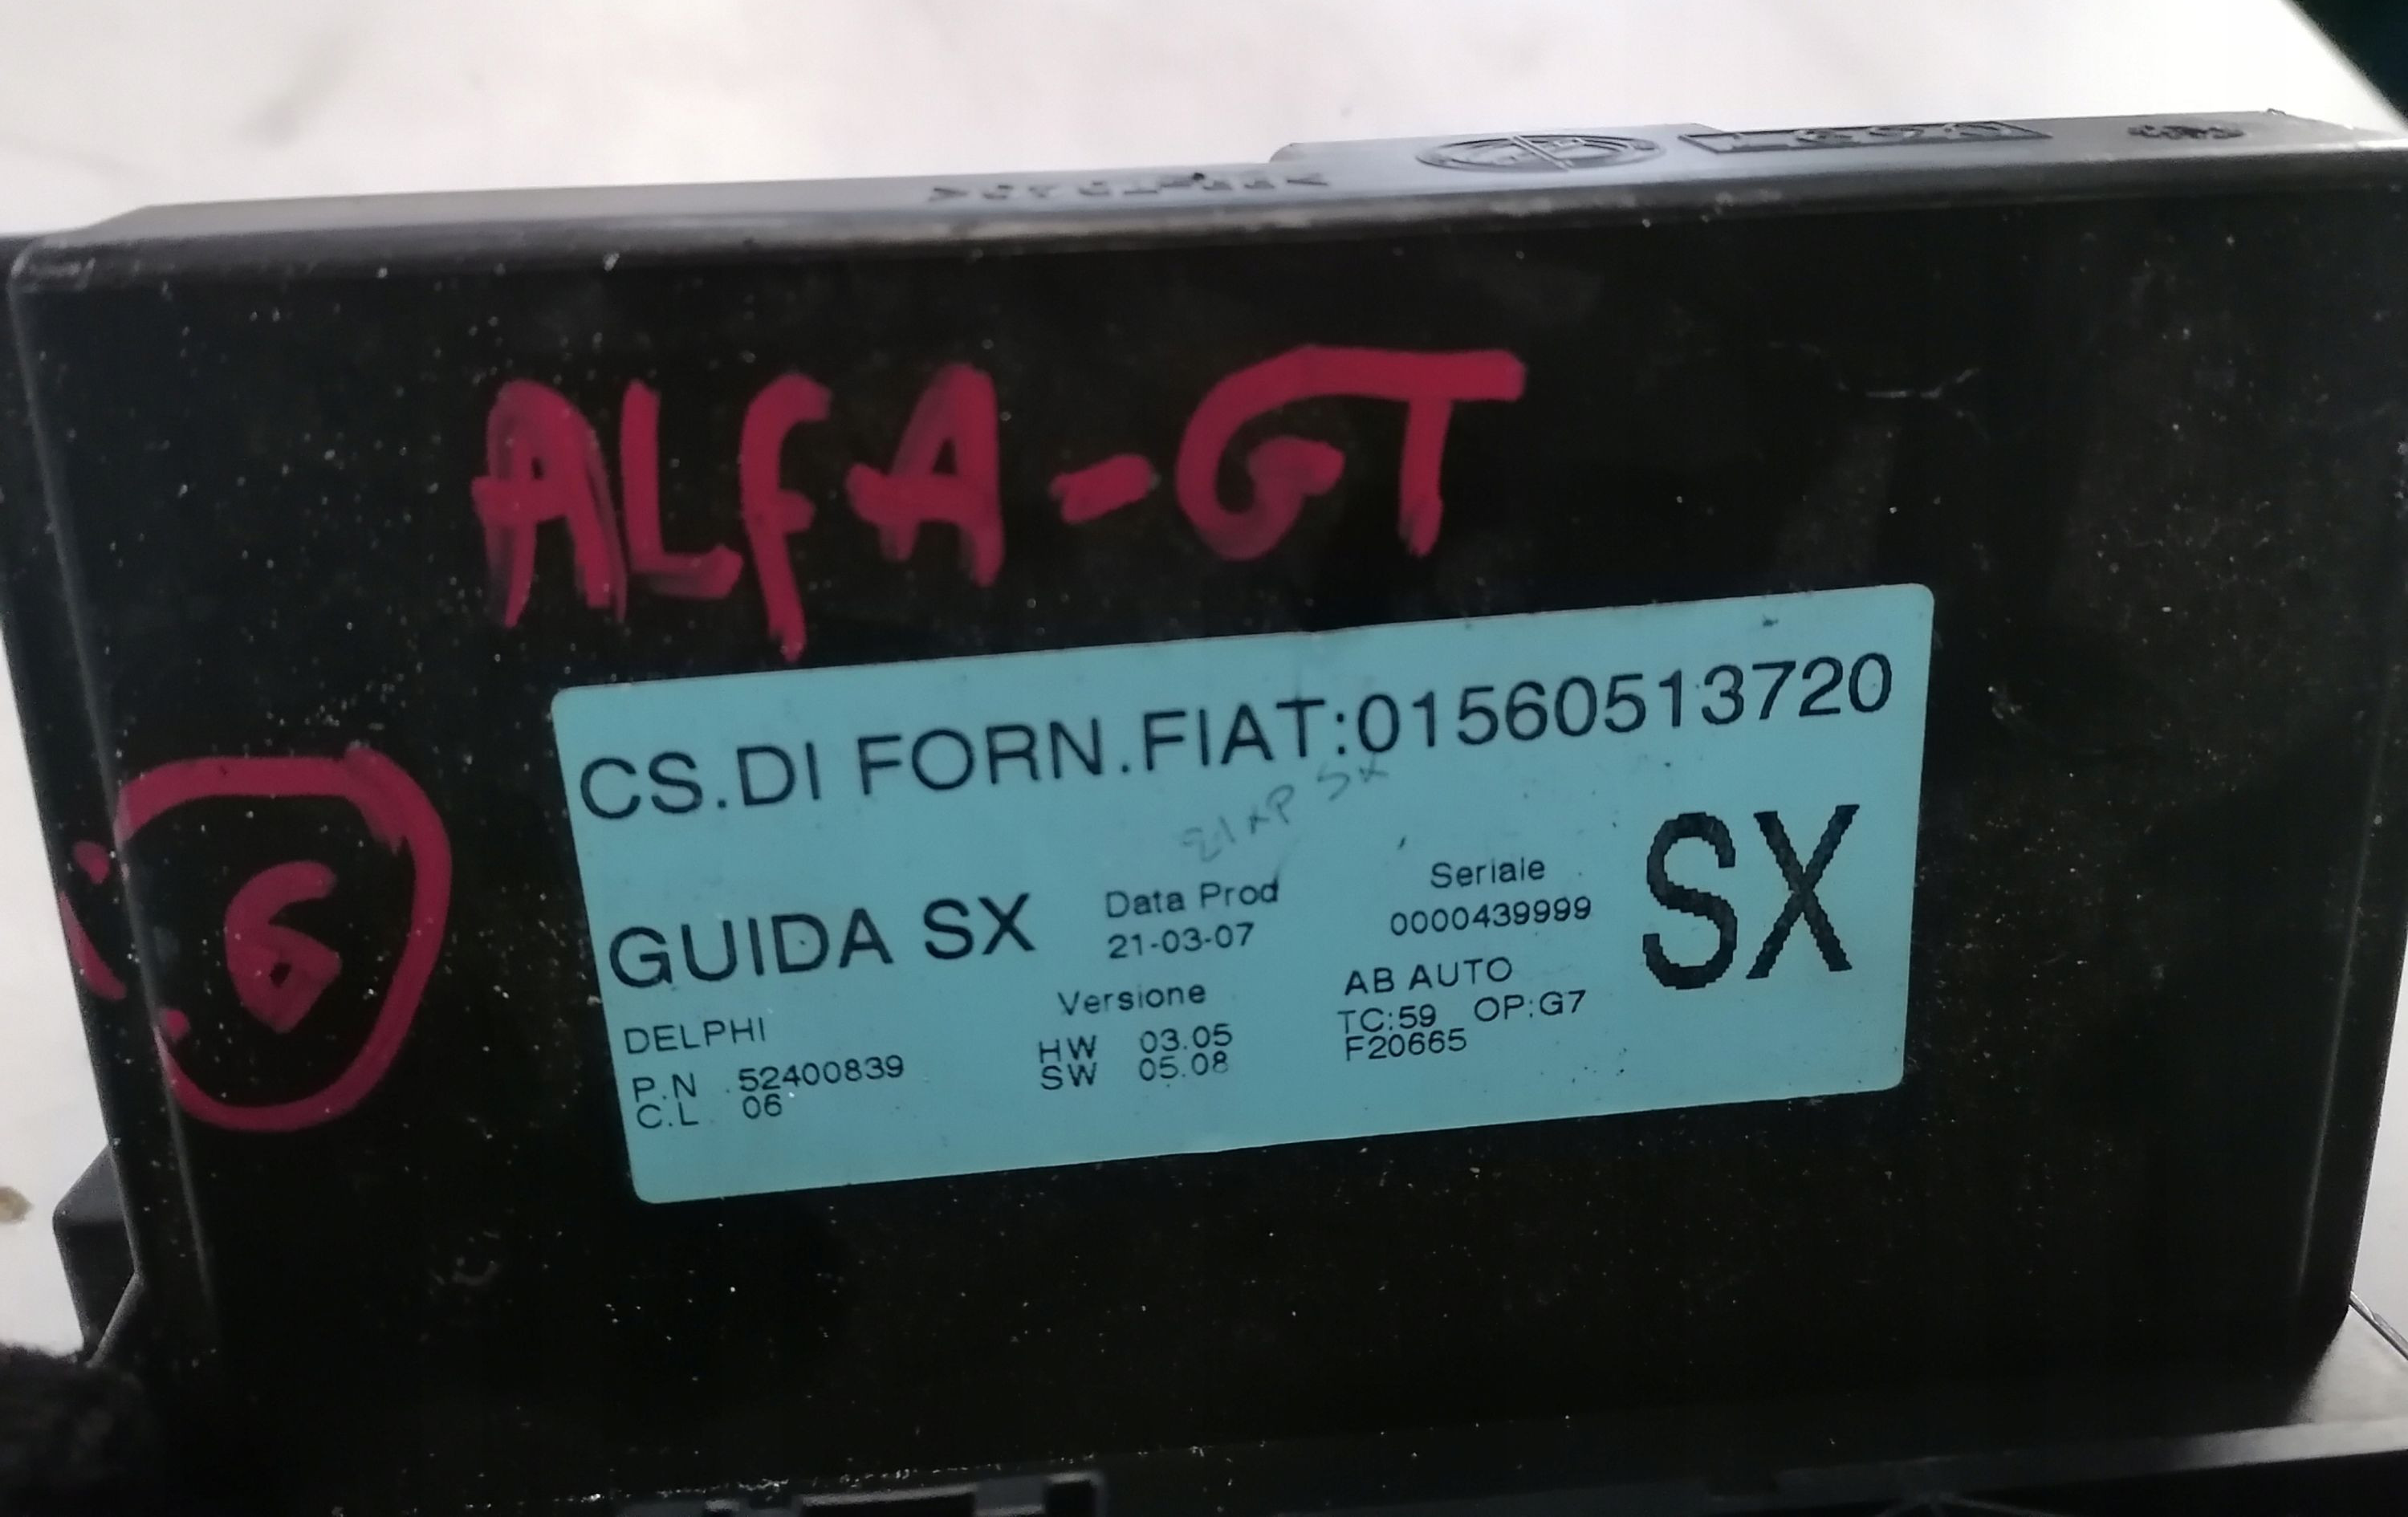 ALFA-GT
CS.DI FORN.FIAT:01560513720
GUIDA SX
Data Prod
21-03-07
Seriale
0000439999
SX
DELPHI
P.N 52400839
C.L 06
Versione
HW 03.05
SW 05.08
AB AUTO
TC:59 OP:G7
F20665
6